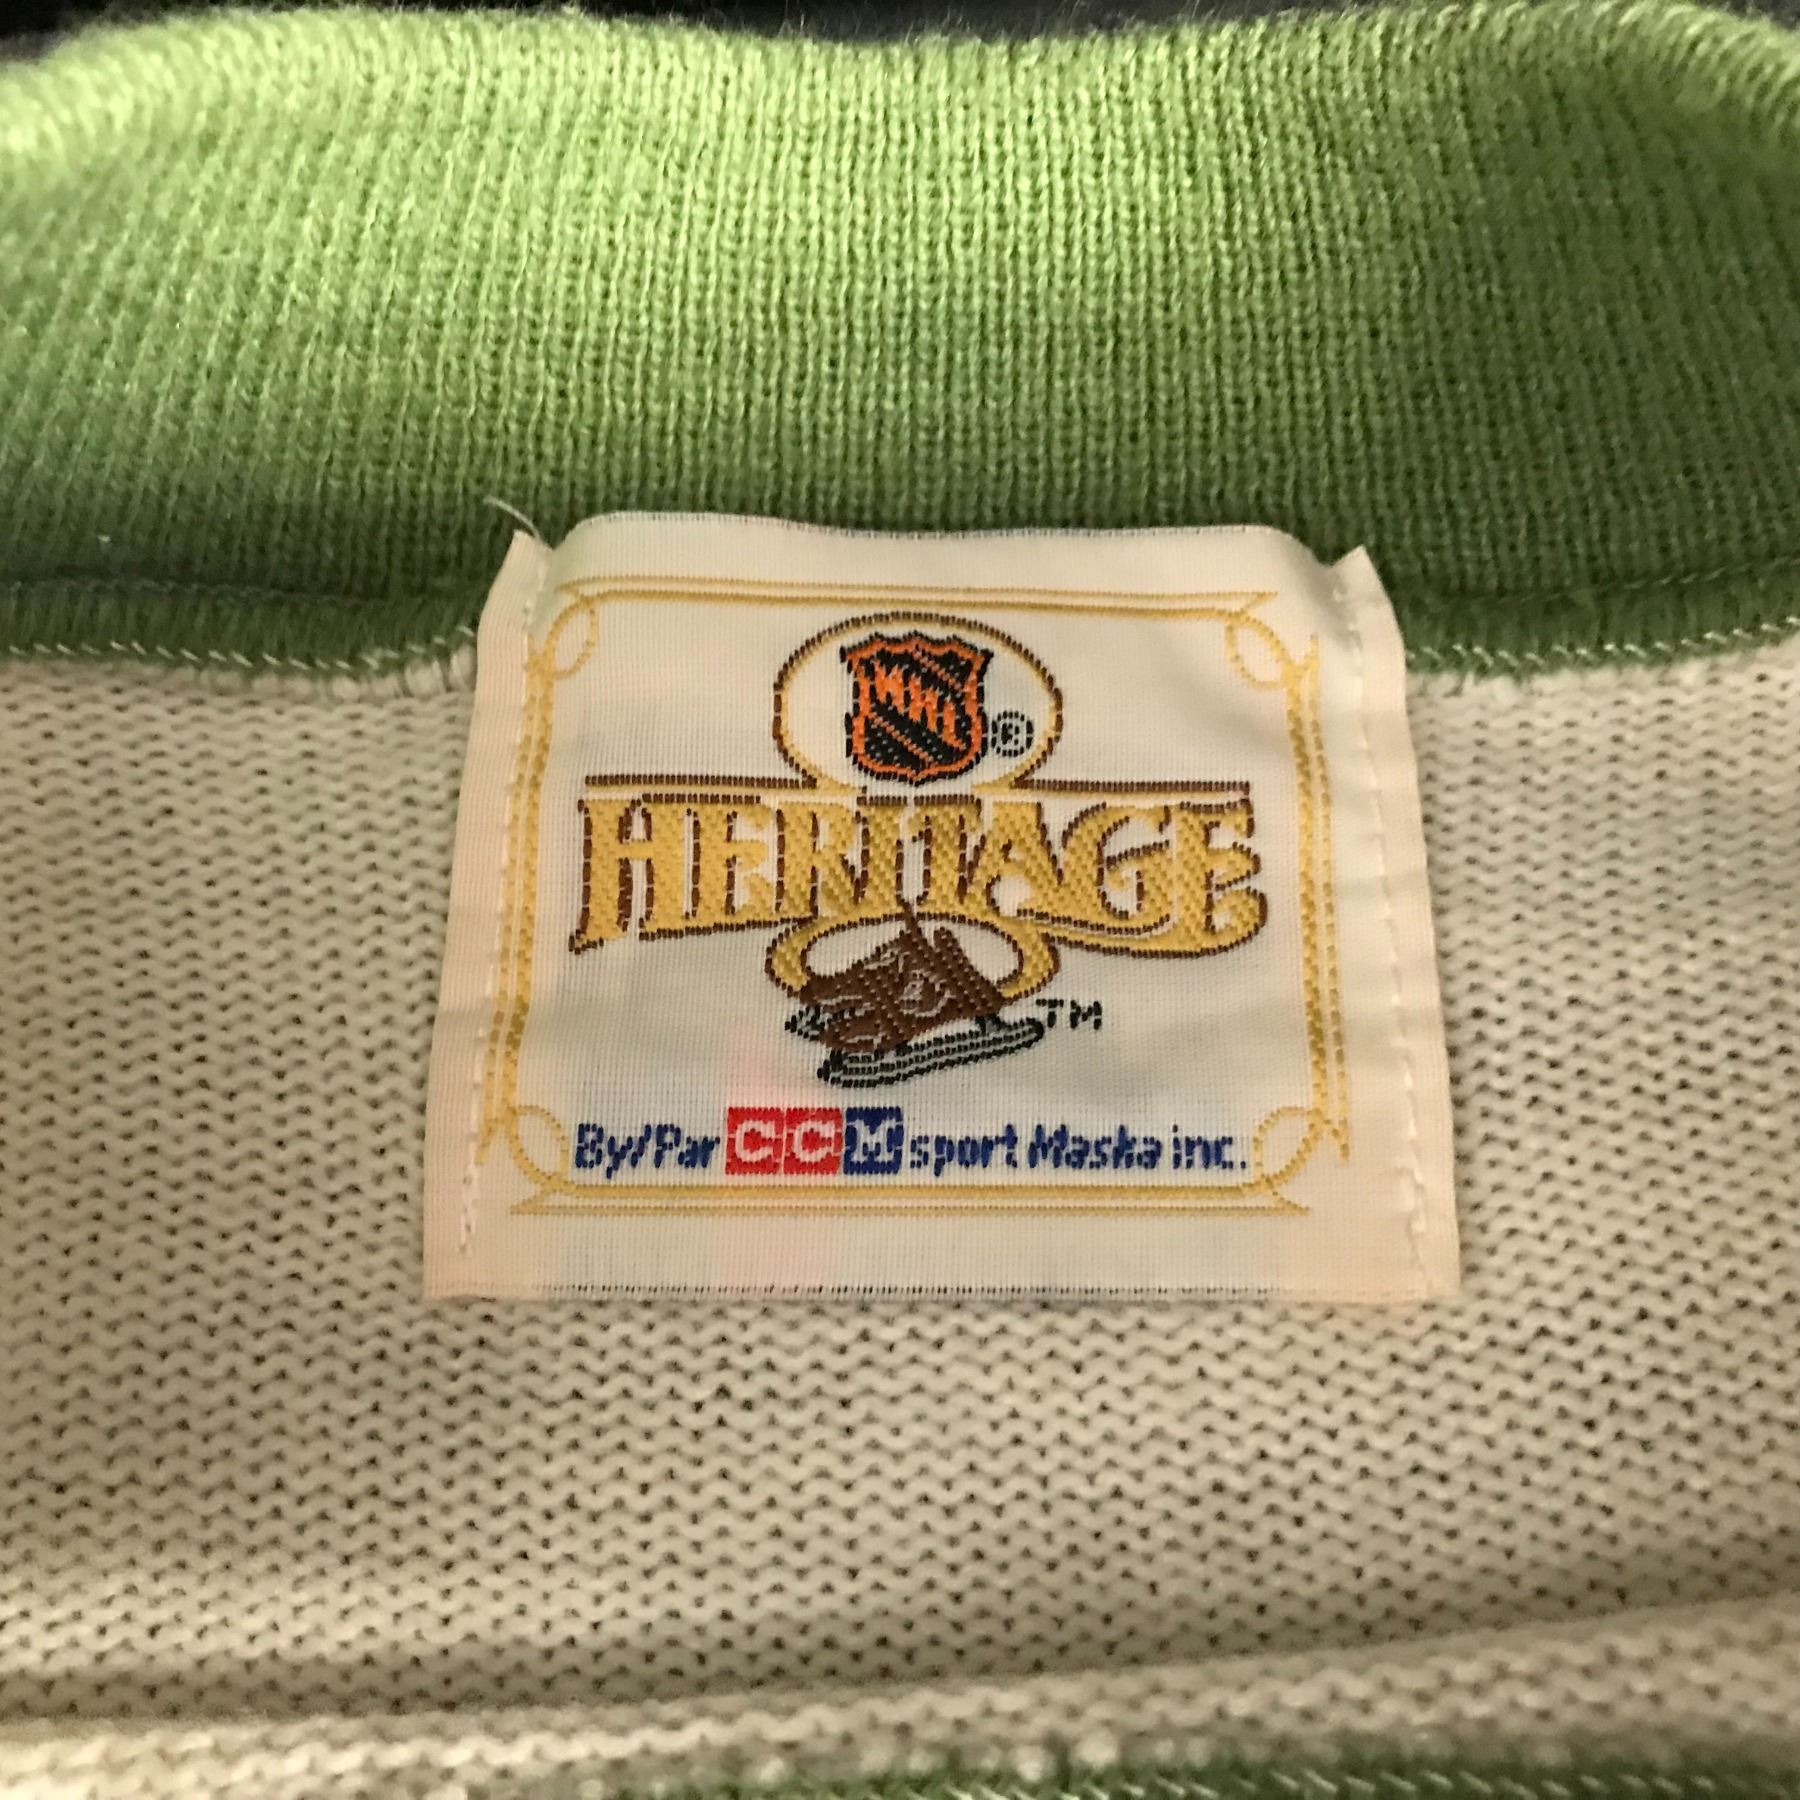 NHL ®
HERITAGE
TM
By/Par CCM sport Maska inc.